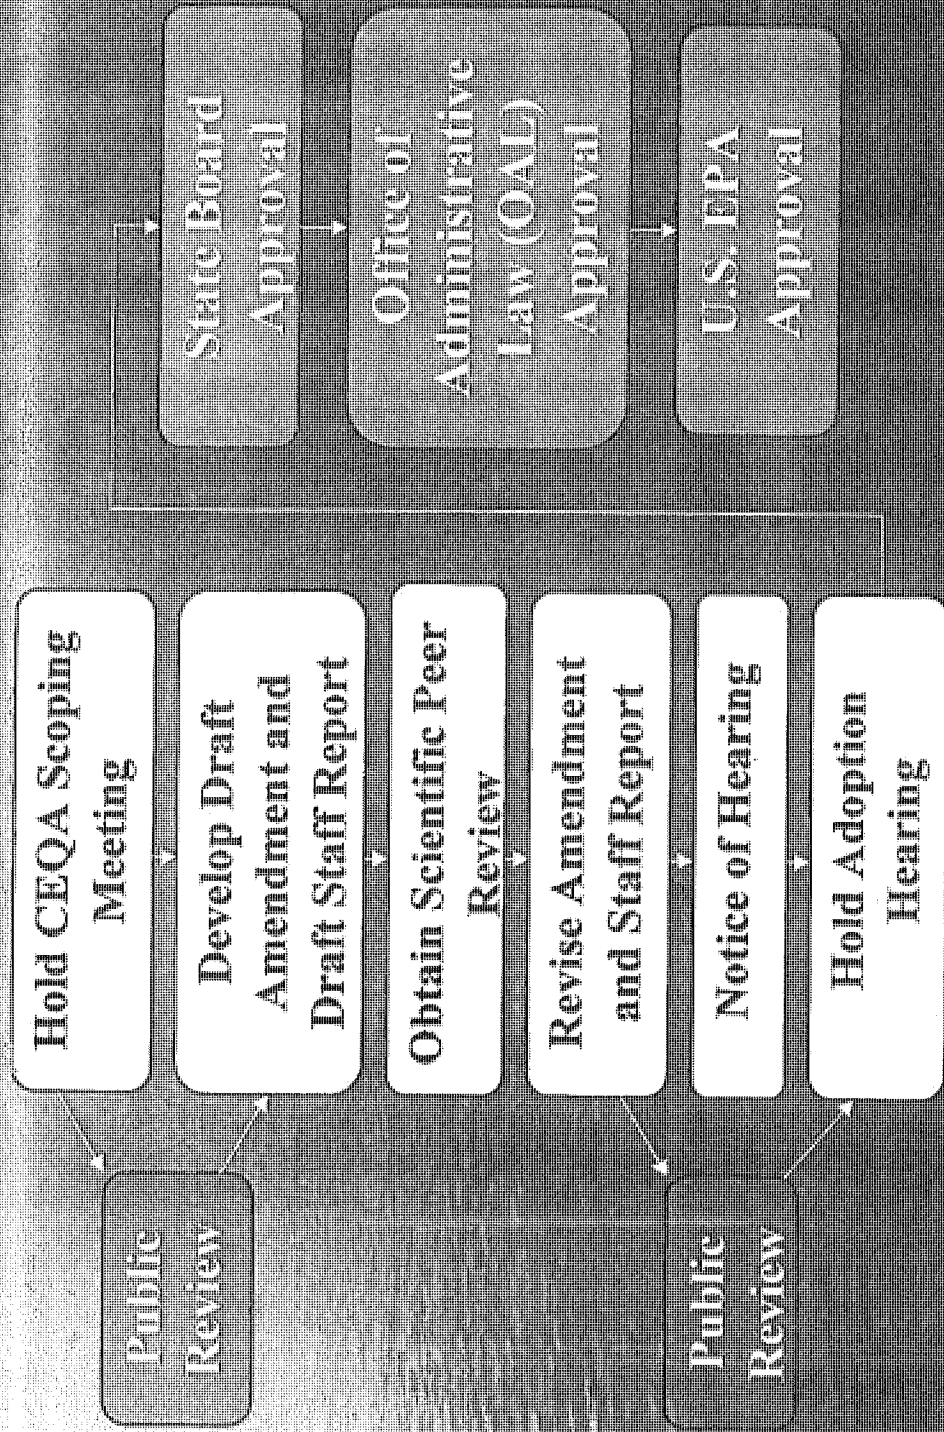 Public
Review
Public
Review
Hold CEQA Scoping
Meeting
Develop Draft
Amendment and
Draft Staff Report
Obtain Scientific Peer
Review
Revise Amendment
and Staff Report
Notice of Hearing
Hold Adoption
Hearing
State Board
Approval
Office of
Administrative
Law (OAL)
Approval
U.S. EPA
Approval